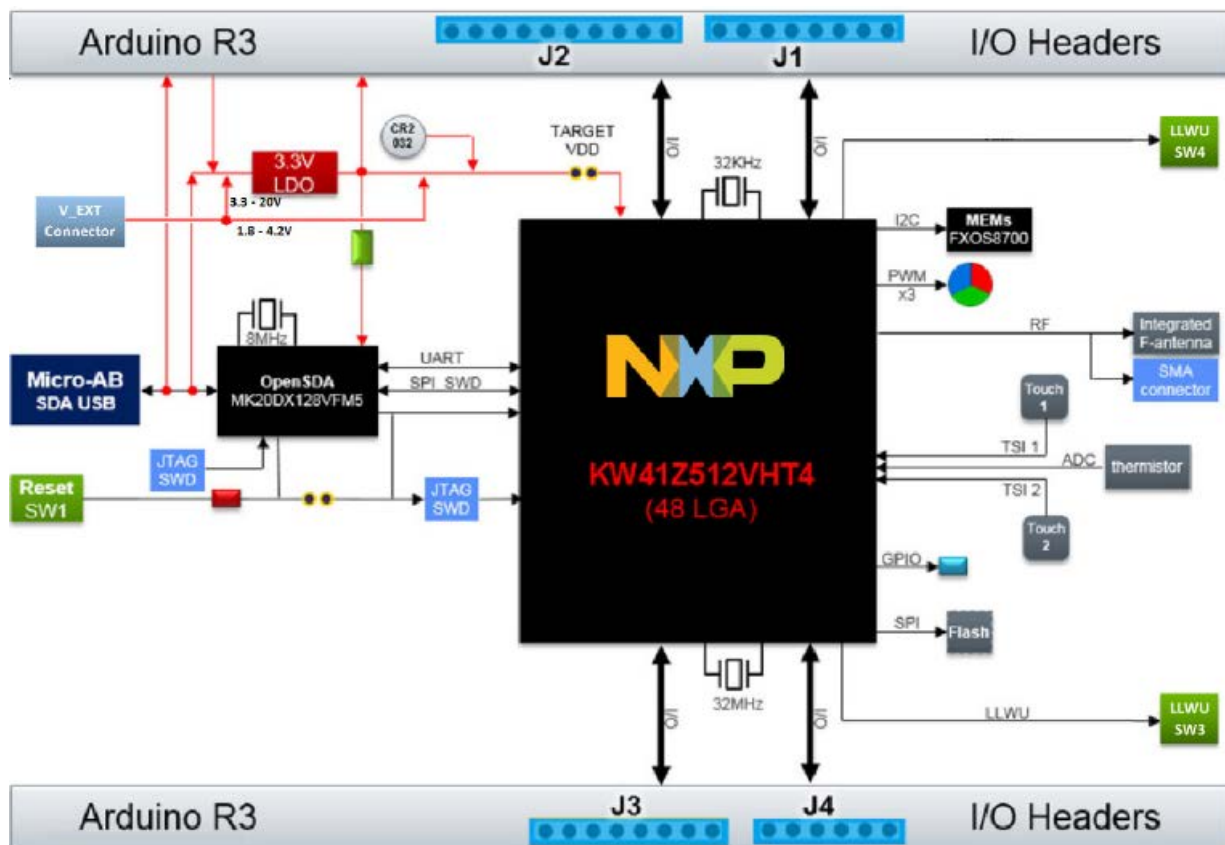 Arduino R3
J2
J1
I/O Headers
CR2
032
TARGET
VDD
I/O
I/O
LLWU
SW4
3.3V
LDO
32KHz
V_EXT
Connector
3.3 - 20V
1.8 - 4.2V
I2C
MEMs
FXOS8700
PWM
x3
8MHz
RF
Integrated
F-antenna
Micro-AB
SDA USB
OpenSDA
MK20DX128VFM5
UART
SPI_SWD
NXP
SMA
connector
Touch
1
TSI 1
JTAG
SWD
KW41Z512VHT4
(48 LGA)
ADC
thermistor
Reset
SW1
JTAG
SWD
TSI 2
Touch
2
GPIO
SPI
Flash
32MHz
I/O
I/O
LLWU
LLWU
SW3
Arduino R3
J3
J4
I/O Headers